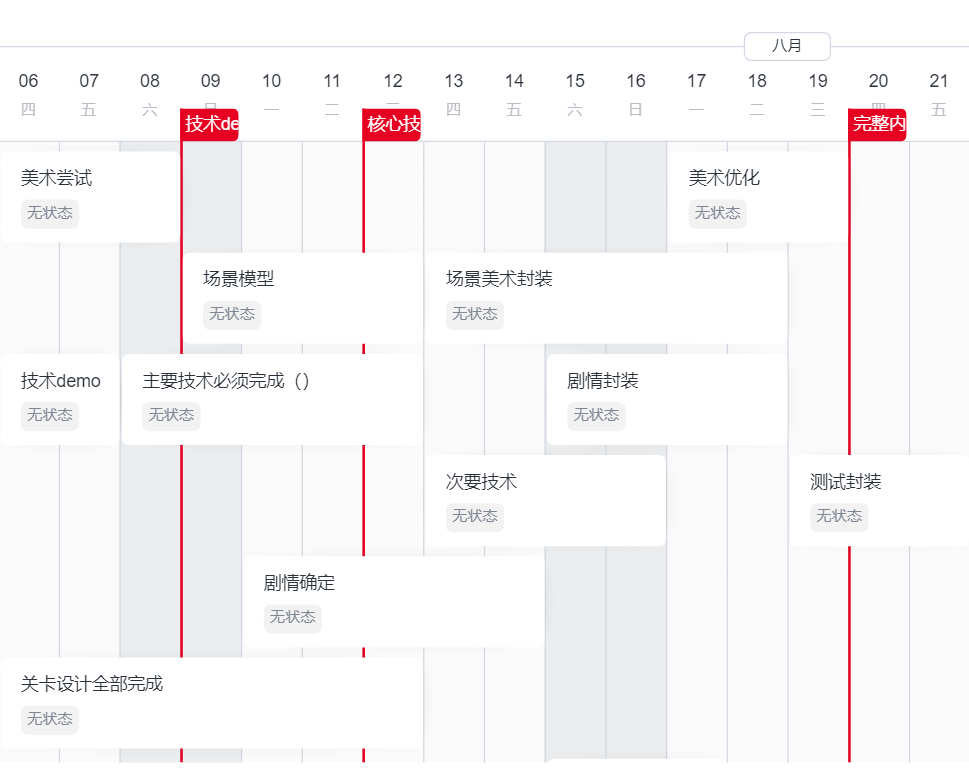 八月
06 07 08 09 10 11 12 13 14 15 16 17 18 19 20 21
四 五 六 日 一 二 三 四 五 六 日 一 二 三 四 五
技术de 核心技 完整内
美术尝试 美术优化
无状态 无状态
场景模型 场景美术封装
无状态 无状态
技术demo 主要技术必须完成（） 剧情封装
无状态 无状态 无状态
次要技术 测试封装
无状态 无状态
剧情确定
无状态
关卡设计全部完成
无状态